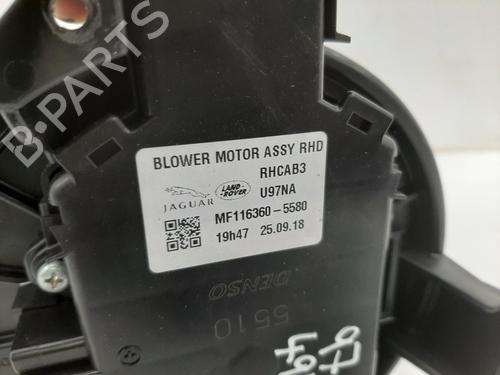 BLOWER MOTOR ASSY RHD
RHCAB3
JAGUAR
LAND ROVER
U97NA
MF116360-5580
19h47 25.09.18
DENSO
5510
B-PARTS